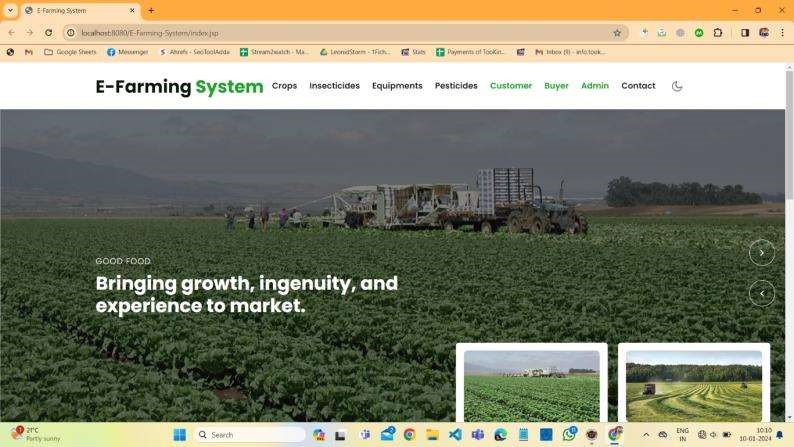 E-Farming System
localhost:8080/E-Farming-System/index.jsp
Google Sheets Messenger Ahrefs - SeoToolAdda Stream2watch - Ma... LeonidStorm - 1Fich... Stats Payments of TooKin... Inbox (9) - info.took...
E-Farming System Crops Insecticides Equipments Pesticides Customer Buyer Admin Contact
GOOD FOOD
Bringing growth, ingenuity, and
experience to market.
21°C
Partly sunny
Search
ENG
IN
10:10
10-01-2024